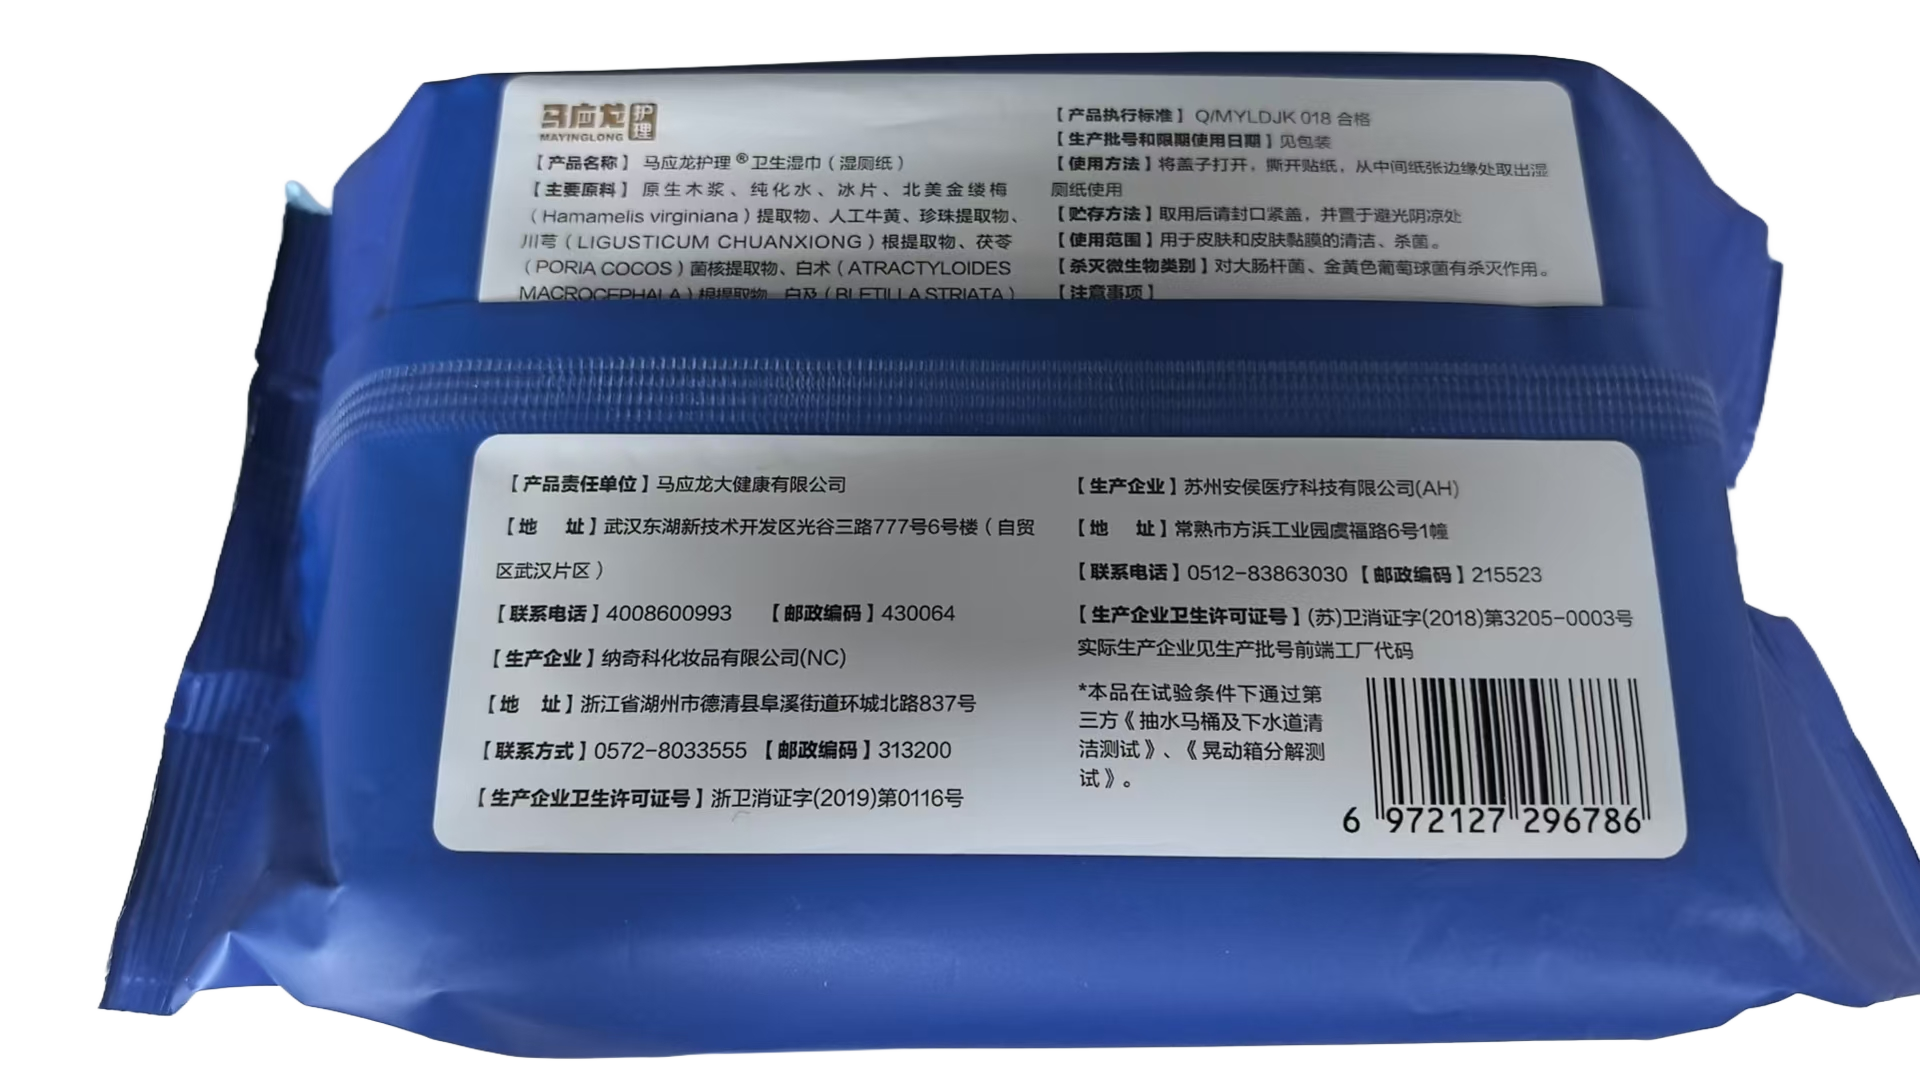 马应龙 护理
MAYINGLONG
【产品名称】 马应龙护理®卫生湿巾（湿厕纸）
【主要原料】原生木浆、纯化水、冰片、北美金缕梅
（Hamamelis virginiana）提取物、人工牛黄、珍珠提取物、
川芎（LIGUSTICUM CHUANXIONG）根提取物、茯苓
（PORIA COCOS）菌核提取物、白术（ATRACTYLOIDES
MACROCEPHALA）根提取物、白及（BLETILLA STRIATA）
【产品执行标准】Q/MYLDJK 018 合格
【生产批号和限期使用日期】见包装
【使用方法】将盖子打开，撕开贴纸，从中间纸张边缘处取出湿
厕纸使用
【贮存方法】取用后请封口紧盖，并置于避光阴凉处
【使用范围】用于皮肤和皮肤黏膜的清洁、杀菌。
【杀灭微生物类别】对大肠杆菌、金黄色葡萄球菌有杀灭作用。
【注意事项】
【产品责任单位】马应龙大健康有限公司
【地 址】武汉东湖新技术开发区光谷三路777号6号楼（自贸
区武汉片区）
【联系电话】4008600993 【邮政编码】430064
【生产企业】纳奇科化妆品有限公司(NC)
【地 址】浙江省湖州市德清县阜溪街道环城北路837号
【联系方式】0572-8033555 【邮政编码】313200
【生产企业卫生许可证号】浙卫消证字(2019)第0116号
【生产企业】苏州安侯医疗科技有限公司(AH)
【地 址】常熟市方浜工业园虞福路6号1幢
【联系电话】0512-83863030 【邮政编码】215523
【生产企业卫生许可证号】(苏)卫消证字(2018)第3205-0003号
实际生产企业见生产批号前端工厂代码
*本品在试验条件下通过第
三方《抽水马桶及下水道清
洁测试》、《晃动箱分解测
试》。
6 972127 296786